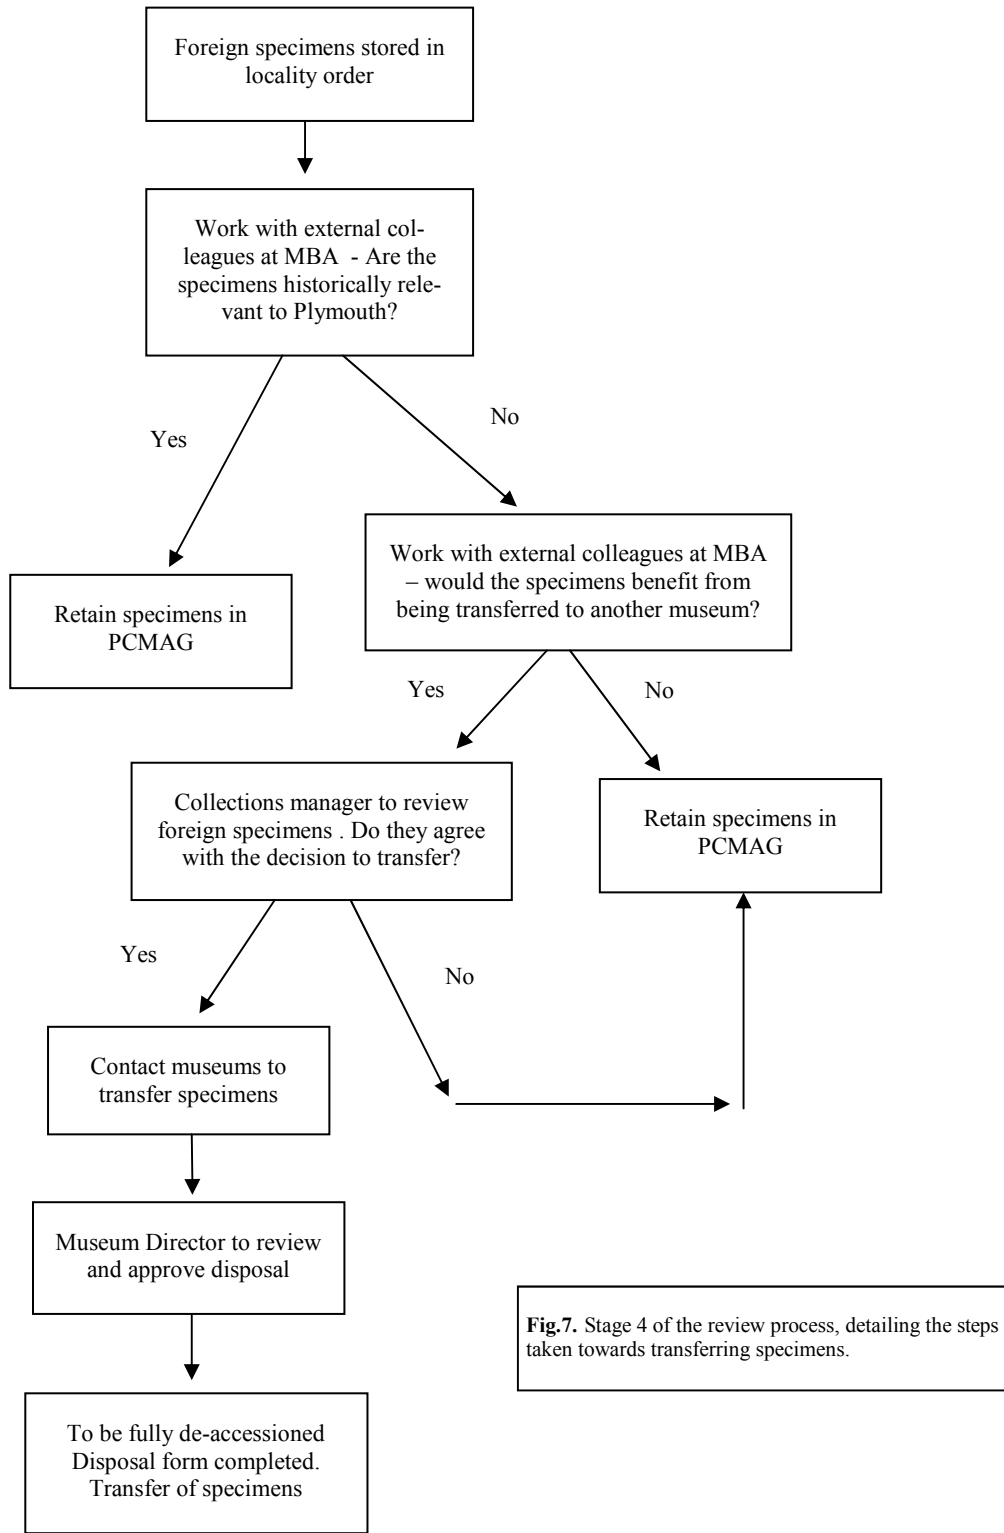 Foreign specimens stored in
locality order
Work with external col-
leagues at MBA - Are the
specimens historically rele-
vant to Plymouth?
Yes
No
Retain specimens in
PCMAG
Work with external colleagues at MBA
– would the specimens benefit from
being transferred to another museum?
Yes
No
Collections manager to review
foreign specimens . Do they agree
with the decision to transfer?
Retain specimens in
PCMAG
Yes
No
Contact museums to
transfer specimens
Museum Director to review
and approve disposal
Fig.7. Stage 4 of the review process, detailing the steps
taken towards transferring specimens.
To be fully de-accessioned
Disposal form completed.
Transfer of specimens